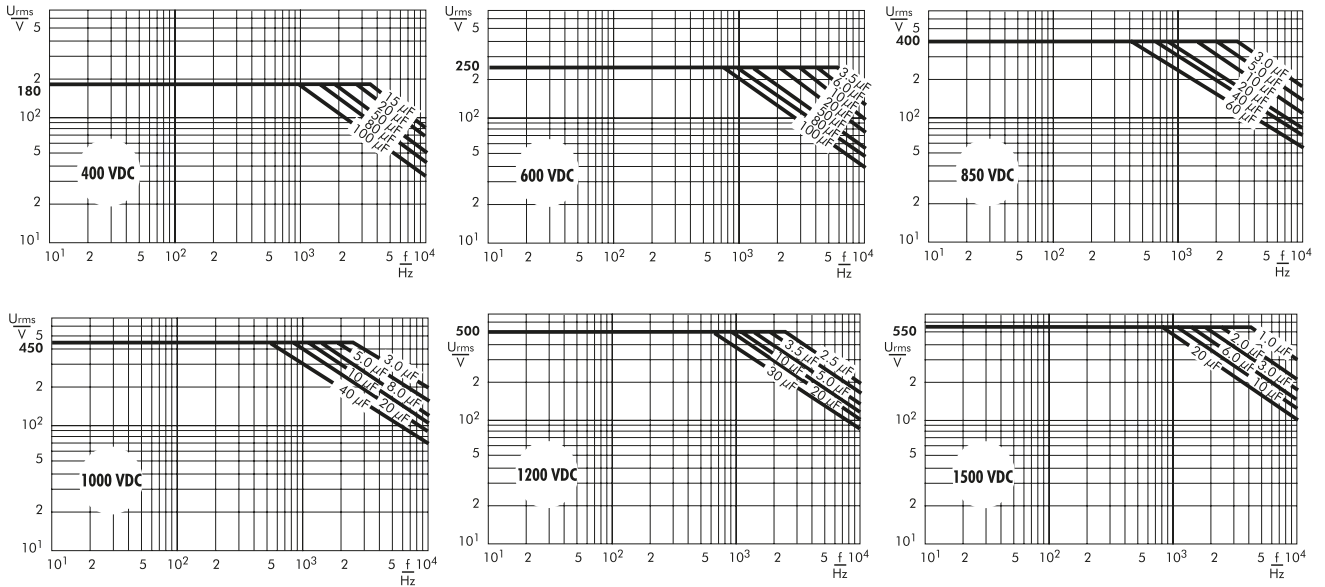 Urms/V
5
2
180
10²
5
2
10¹
400 VDC
15 µF
20 µF
80 µF
100 µF
10¹ 2 5 10² 2 5 10³ 2 5 f/Hz 10⁴
Urms/V
5
250
2
10²
5
2
10¹
600 VDC
3.5 µF
6.0 µF
20 µF
80 µF
100 µF
10¹ 2 5 10² 2 5 10³ 2 5 f/Hz 10⁴
Urms/V
5
400
2
10²
5
2
10¹
850 VDC
3.0 µF
5.0 µF
10 µF
20 µF
40 µF
60 µF
10¹ 2 5 10² 2 5 10³ 2 5 f/Hz 10⁴
Urms/V
5
450
2
10²
5
2
10¹
1000 VDC
3.0 µF
5.0 µF
8.0 µF
10 µF
20 µF
40 µF
10¹ 2 5 10² 2 5 10³ 2 5 f/Hz 10⁴
500
Urms/V
2
10²
5
2
10¹
1200 VDC
2.5 µF
3.5 µF
5.0 µF
10 µF
20 µF
30 µF
10¹ 2 5 10² 2 5 10³ 2 5 f/Hz 10⁴
550
Urms/V
2
10²
5
2
10¹
1500 VDC
1.0 µF
2.0 µF
3.0 µF
6.0 µF
10 µF
20 µF
10¹ 2 5 10² 2 5 10³ 2 5 f/Hz 10⁴